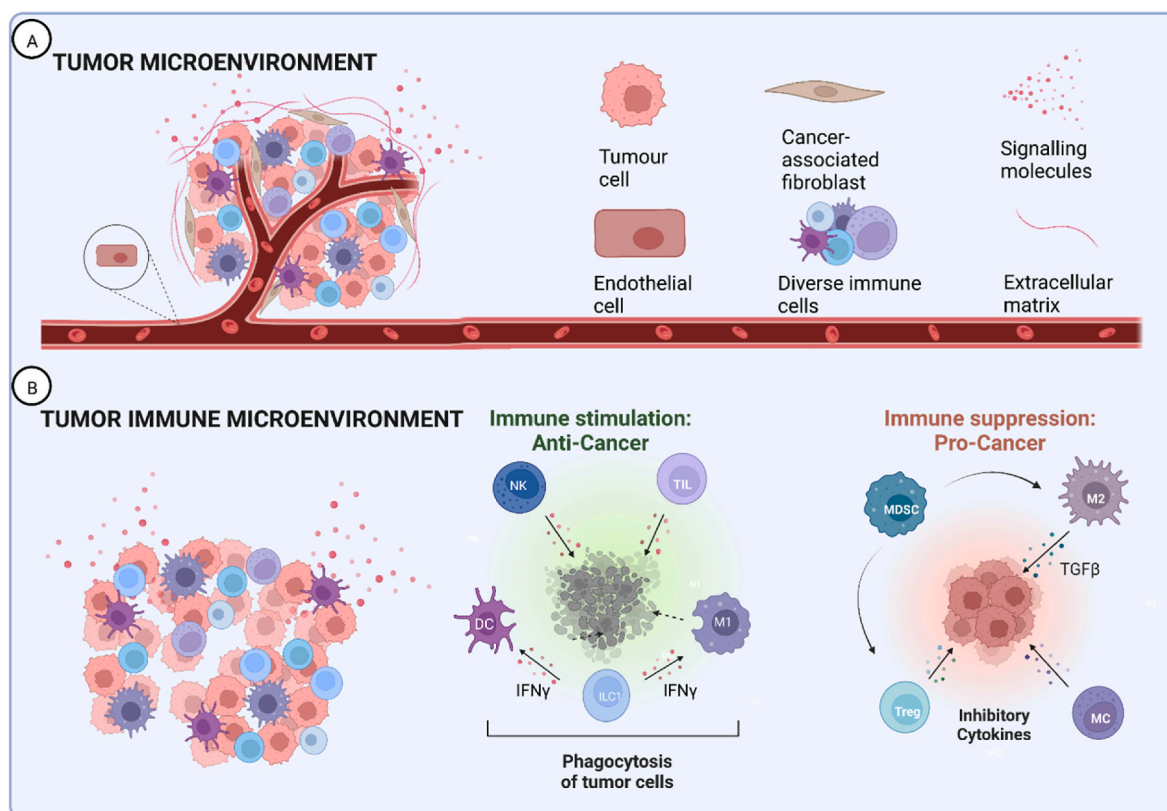 A
TUMOR MICROENVIRONMENT
Tumour
cell
Cancer-
associated
fibroblast
Signalling
molecules
Endothelial
cell
Diverse immune
cells
Extracellular
matrix
B
TUMOR IMMUNE MICROENVIRONMENT
Immune stimulation:
Anti-Cancer
NK
TIL
N1
DC
M1
IFNγ
ILC1
IFNγ
Phagocytosis
of tumor cells
Immune suppression:
Pro-Cancer
MDSC
M2
TGFβ
N2
Treg
Inhibitory
Cytokines
MC